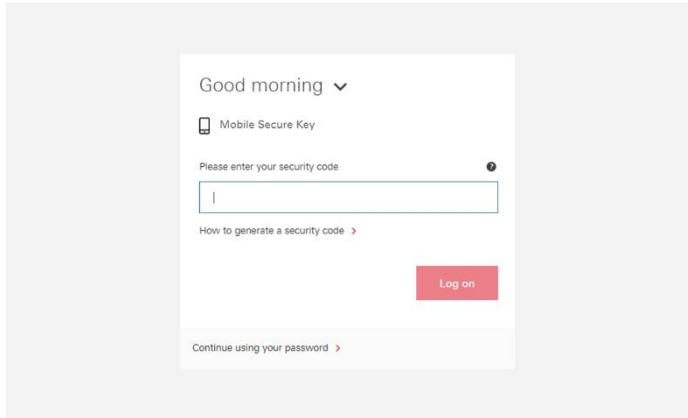 Good morning
Mobile Secure Key
Please enter your security code
How to generate a security code
Log on
Continue using your password